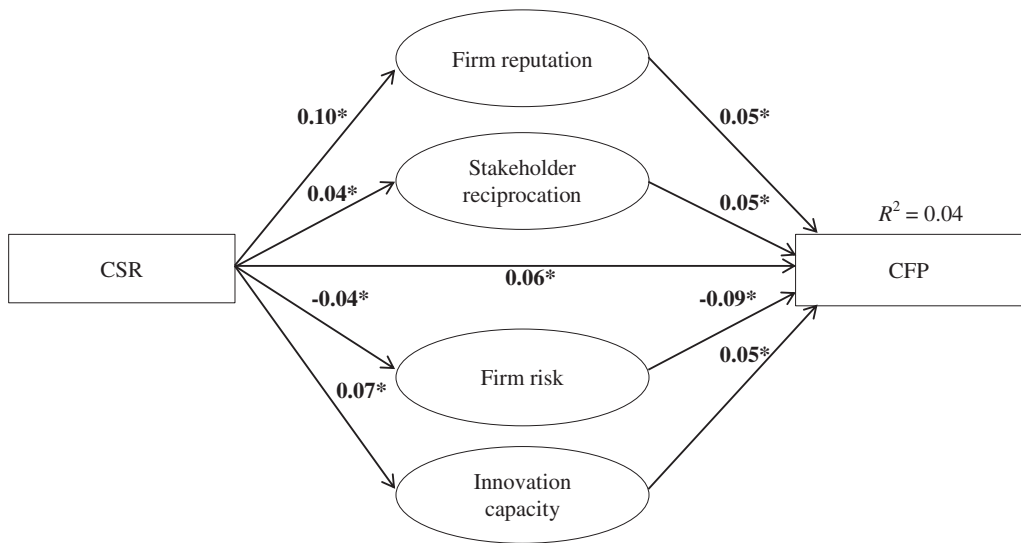 Firm reputation
0.10*
0.05*
Stakeholder
reciprocation
0.04*
0.05*
R² = 0.04
CSR
0.06*
CFP
-0.04*
-0.09*
Firm risk
0.07*
0.05*
Innovation
capacity